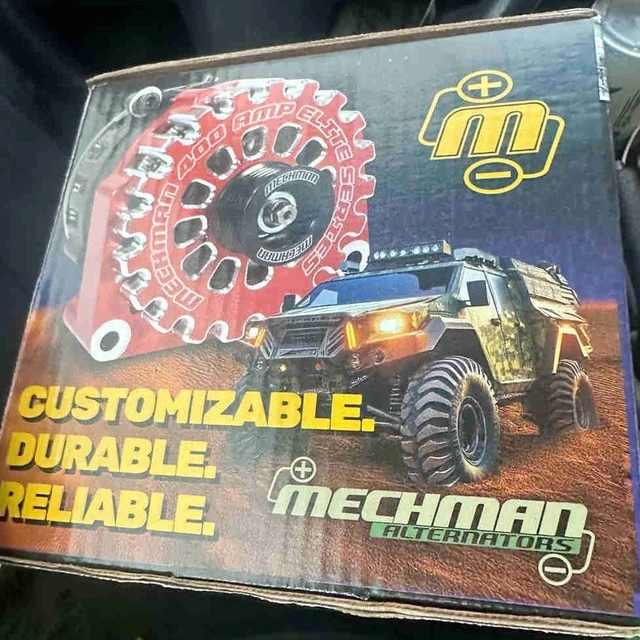 MECHMAN 400 AMP ELITE SERIES
MECHMAN
MECHMAN
m
CUSTOMIZABLE.
DURABLE.
RELIABLE.
MECHMAN
ALTERNATORS